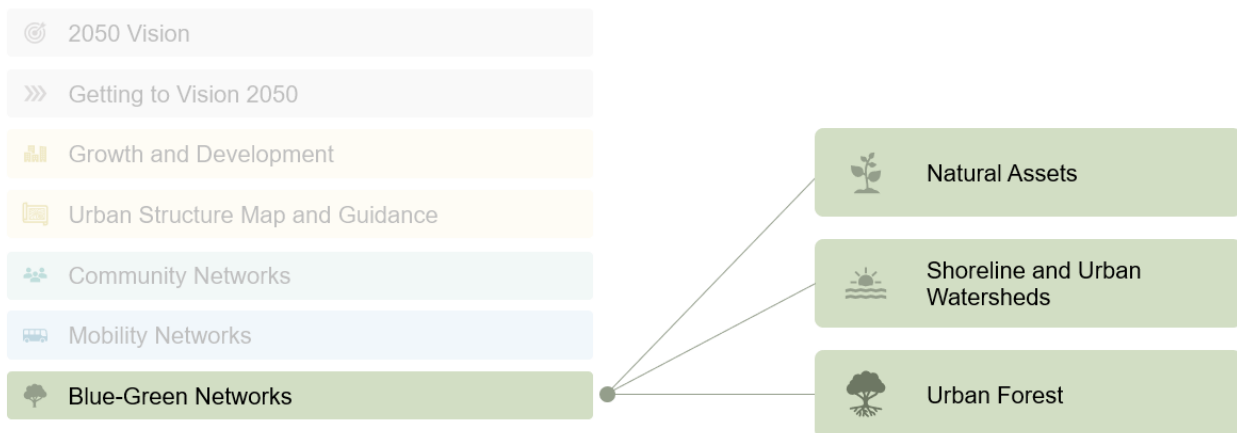 2050 Vision
Getting to Vision 2050
Growth and Development
Urban Structure Map and Guidance
Community Networks
Mobility Networks
Blue-Green Networks
Natural Assets
Shoreline and Urban
Watersheds
Urban Forest